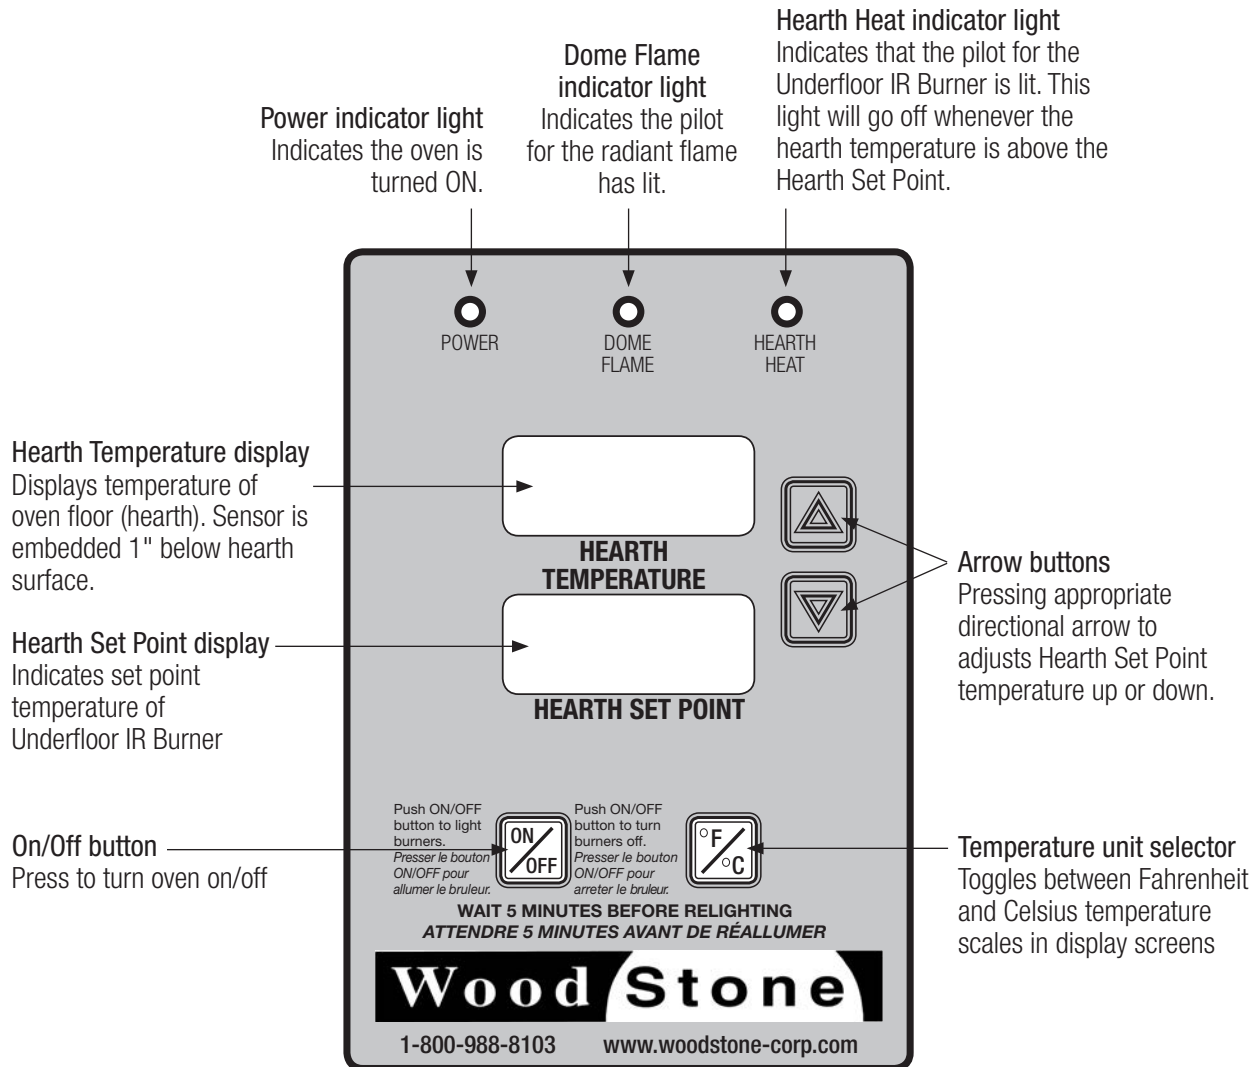 Hearth Heat indicator light
Indicates that the pilot for the
Underfloor IR Burner is lit. This
light will go off whenever the
hearth temperature is above the
Hearth Set Point.
Dome Flame
indicator light
Indicates the pilot
for the radiant flame
has lit.
Power indicator light
Indicates the oven is
turned ON.
POWER
DOME
FLAME
HEARTH
HEAT
Hearth Temperature display
Displays temperature of
oven floor (hearth). Sensor is
embedded 1" below hearth
surface.
HEARTH
TEMPERATURE
Arrow buttons
Pressing appropriate
directional arrow to
adjusts Hearth Set Point
temperature up or down.
Hearth Set Point display
Indicates set point
temperature of
Underfloor IR Burner
HEARTH SET POINT
On/Off button
Press to turn oven on/off
Push ON/OFF
button to light
burners.
Presser le bouton
ON/OFF pour
allumer le bruleur.
ON
OFF
Push ON/OFF
button to turn
burners off.
Presser le bouton
ON/OFF pour
arreter le bruleur.
°F
°C
Temperature unit selector
Toggles between Fahrenheit
and Celsius temperature
scales in display screens
WAIT 5 MINUTES BEFORE RELIGHTING
ATTENDRE 5 MINUTES AVANT DE RÉALLUMER
Wood Stone
1-800-988-8103 www.woodstone-corp.com